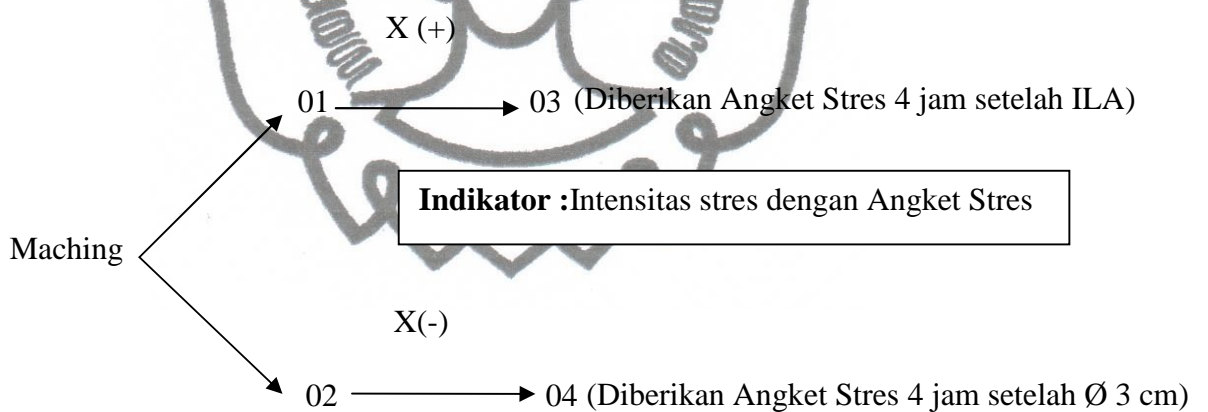 X (+)
01 03 (Diberikan Angket Stres 4 jam setelah ILA)
Indikator :Intensitas stres dengan Angket Stres
Maching
X(-)
02 04 (Diberikan Angket Stres 4 jam setelah Ø 3 cm)